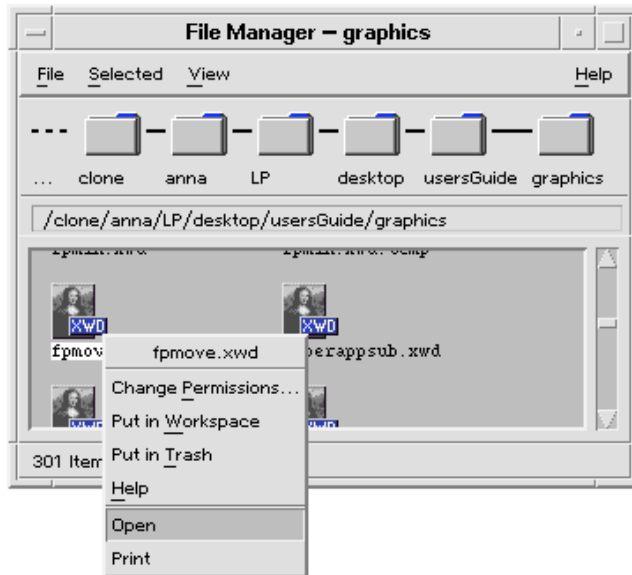 File Manager – graphics
File Selected View Help
... clone anna LP desktop usersGuide graphics
/clone/anna/LP/desktop/usersGuide/graphics
XWD XWD
fpmov erappsub.xwd
fpmove.xwd
Change Permissions...
Put in Workspace
Put in Trash
301 Item
Help
Open
Print